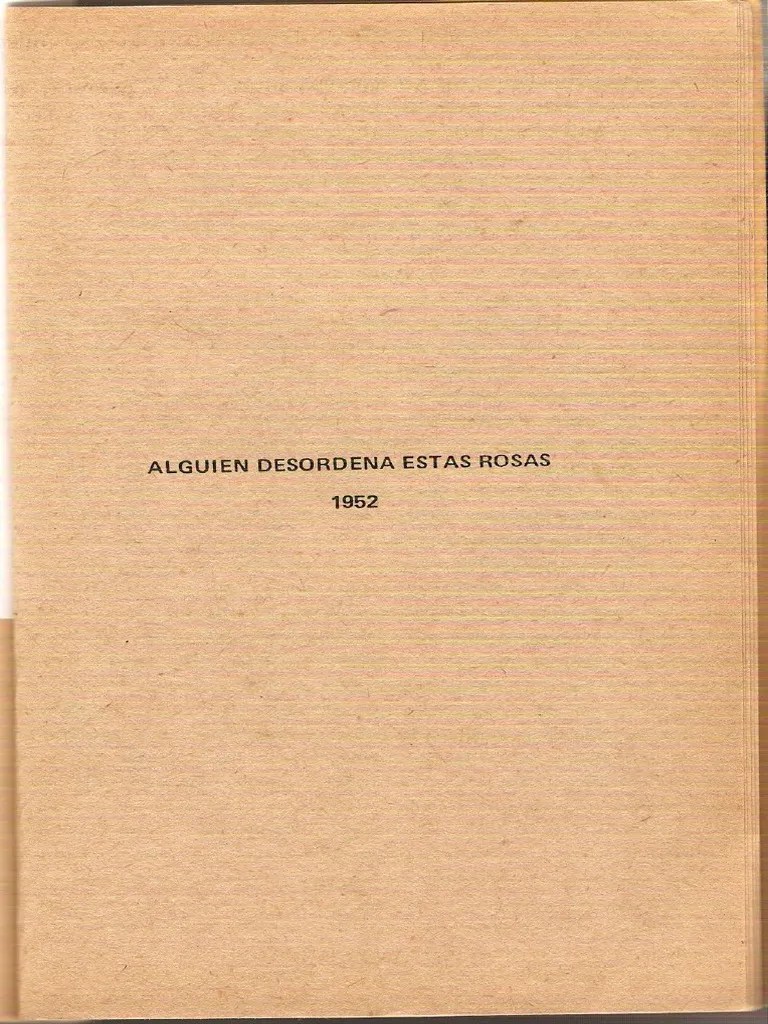 ALGUIEN DESORDENA ESTAS ROSAS
1952